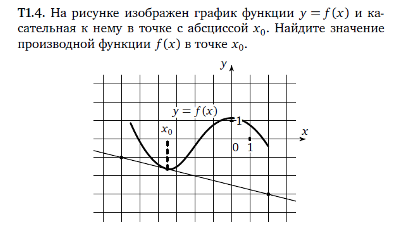 Т1.4. На рисунке изображен график функции y = f(x) и ка-
сательная к нему в точке с абсциссой x₀. Найдите значение
производной функции f(x) в точке x₀.
y
y = f(x)
1
x₀
x
0 1